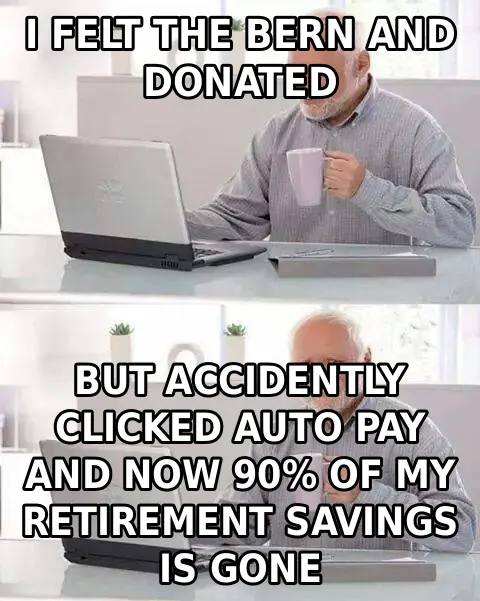 I FELT THE BERN AND
DONATED
BUT ACCIDENTLY
CLICKED AUTO PAY
AND NOW 90% OF MY
RETIREMENT SAVINGS
IS GONE